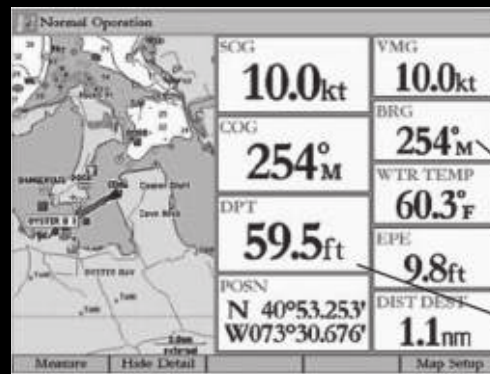 Normal Operation
SOG
10.0kt
VMG
10.0kt
COG
254°M
BRG
254°M
WTR TEMP
60.3°F
DPT
59.5ft
EPE
9.8ft
POSN
N 40°53.253'
W073°30.676'
DIST DEST
1.1nm
OYSTER BAY
Measure
Hide Detail
Map Setup